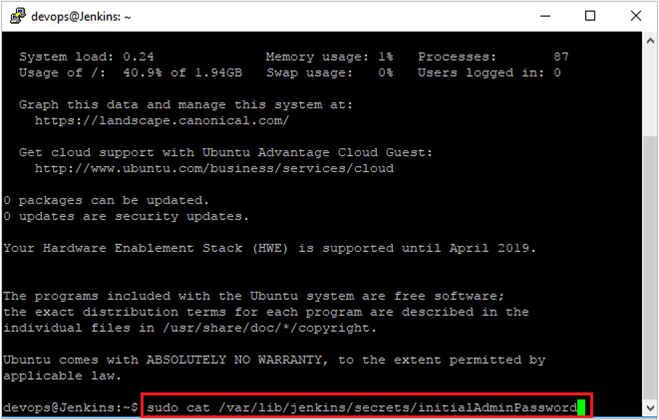 devops@Jenkins: ~
System load: 0.24 Memory usage: 1% Processes: 87
Usage of /: 40.9% of 1.94GB Swap usage: 0% Users logged in: 0
Graph this data and manage this system at:
https://landscape.canonical.com/
Get cloud support with Ubuntu Advantage Cloud Guest:
http://www.ubuntu.com/business/services/cloud
0 packages can be updated.
0 updates are security updates.
Your Hardware Enablement Stack (HWE) is supported until April 2019.
The programs included with the Ubuntu system are free software;
the exact distribution terms for each program are described in the
individual files in /usr/share/doc/*/copyright.
Ubuntu comes with ABSOLUTELY NO WARRANTY, to the extent permitted by
applicable law.
devops@Jenkins:~$ sudo cat /var/lib/jenkins/secrets/initialAdminPassword